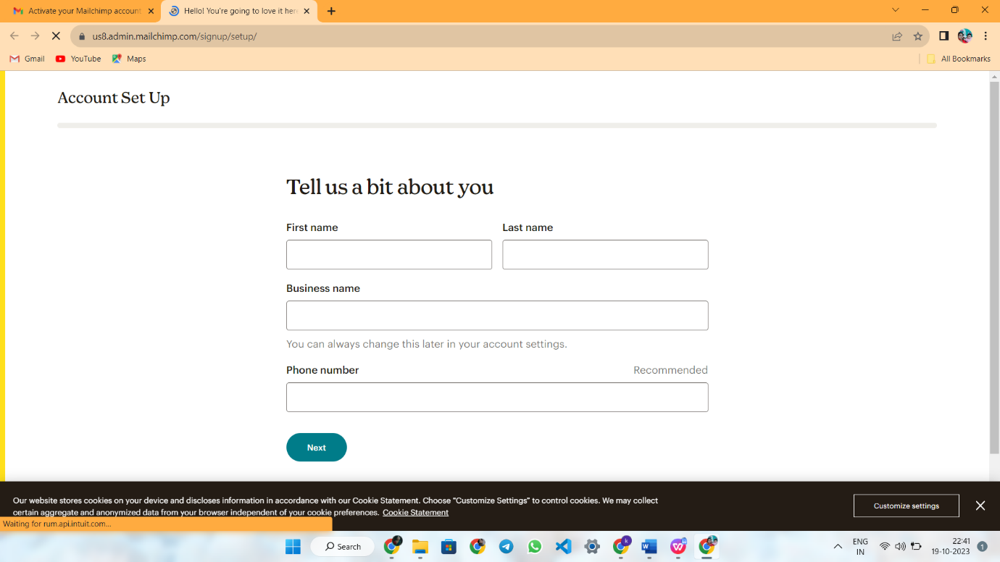 Activate your Mailchimp account
Hello! You're going to love it here
us8.admin.mailchimp.com/signup/setup/
Gmail
YouTube
Maps
All Bookmarks
Account Set Up
Tell us a bit about you
First name
Last name
Business name
You can always change this later in your account settings.
Phone number
Recommended
Next
Our website stores cookies on your device and discloses information in accordance with our Cookie Statement. Choose "Customize Settings" to control cookies. We may collect
certain aggregate and anonymized data from your browser independent of your cookie preferences. Cookie Statement
Customize settings
Waiting for rum.api.intuit.com...
Search
ENG
IN
22:41
19-10-2023
1